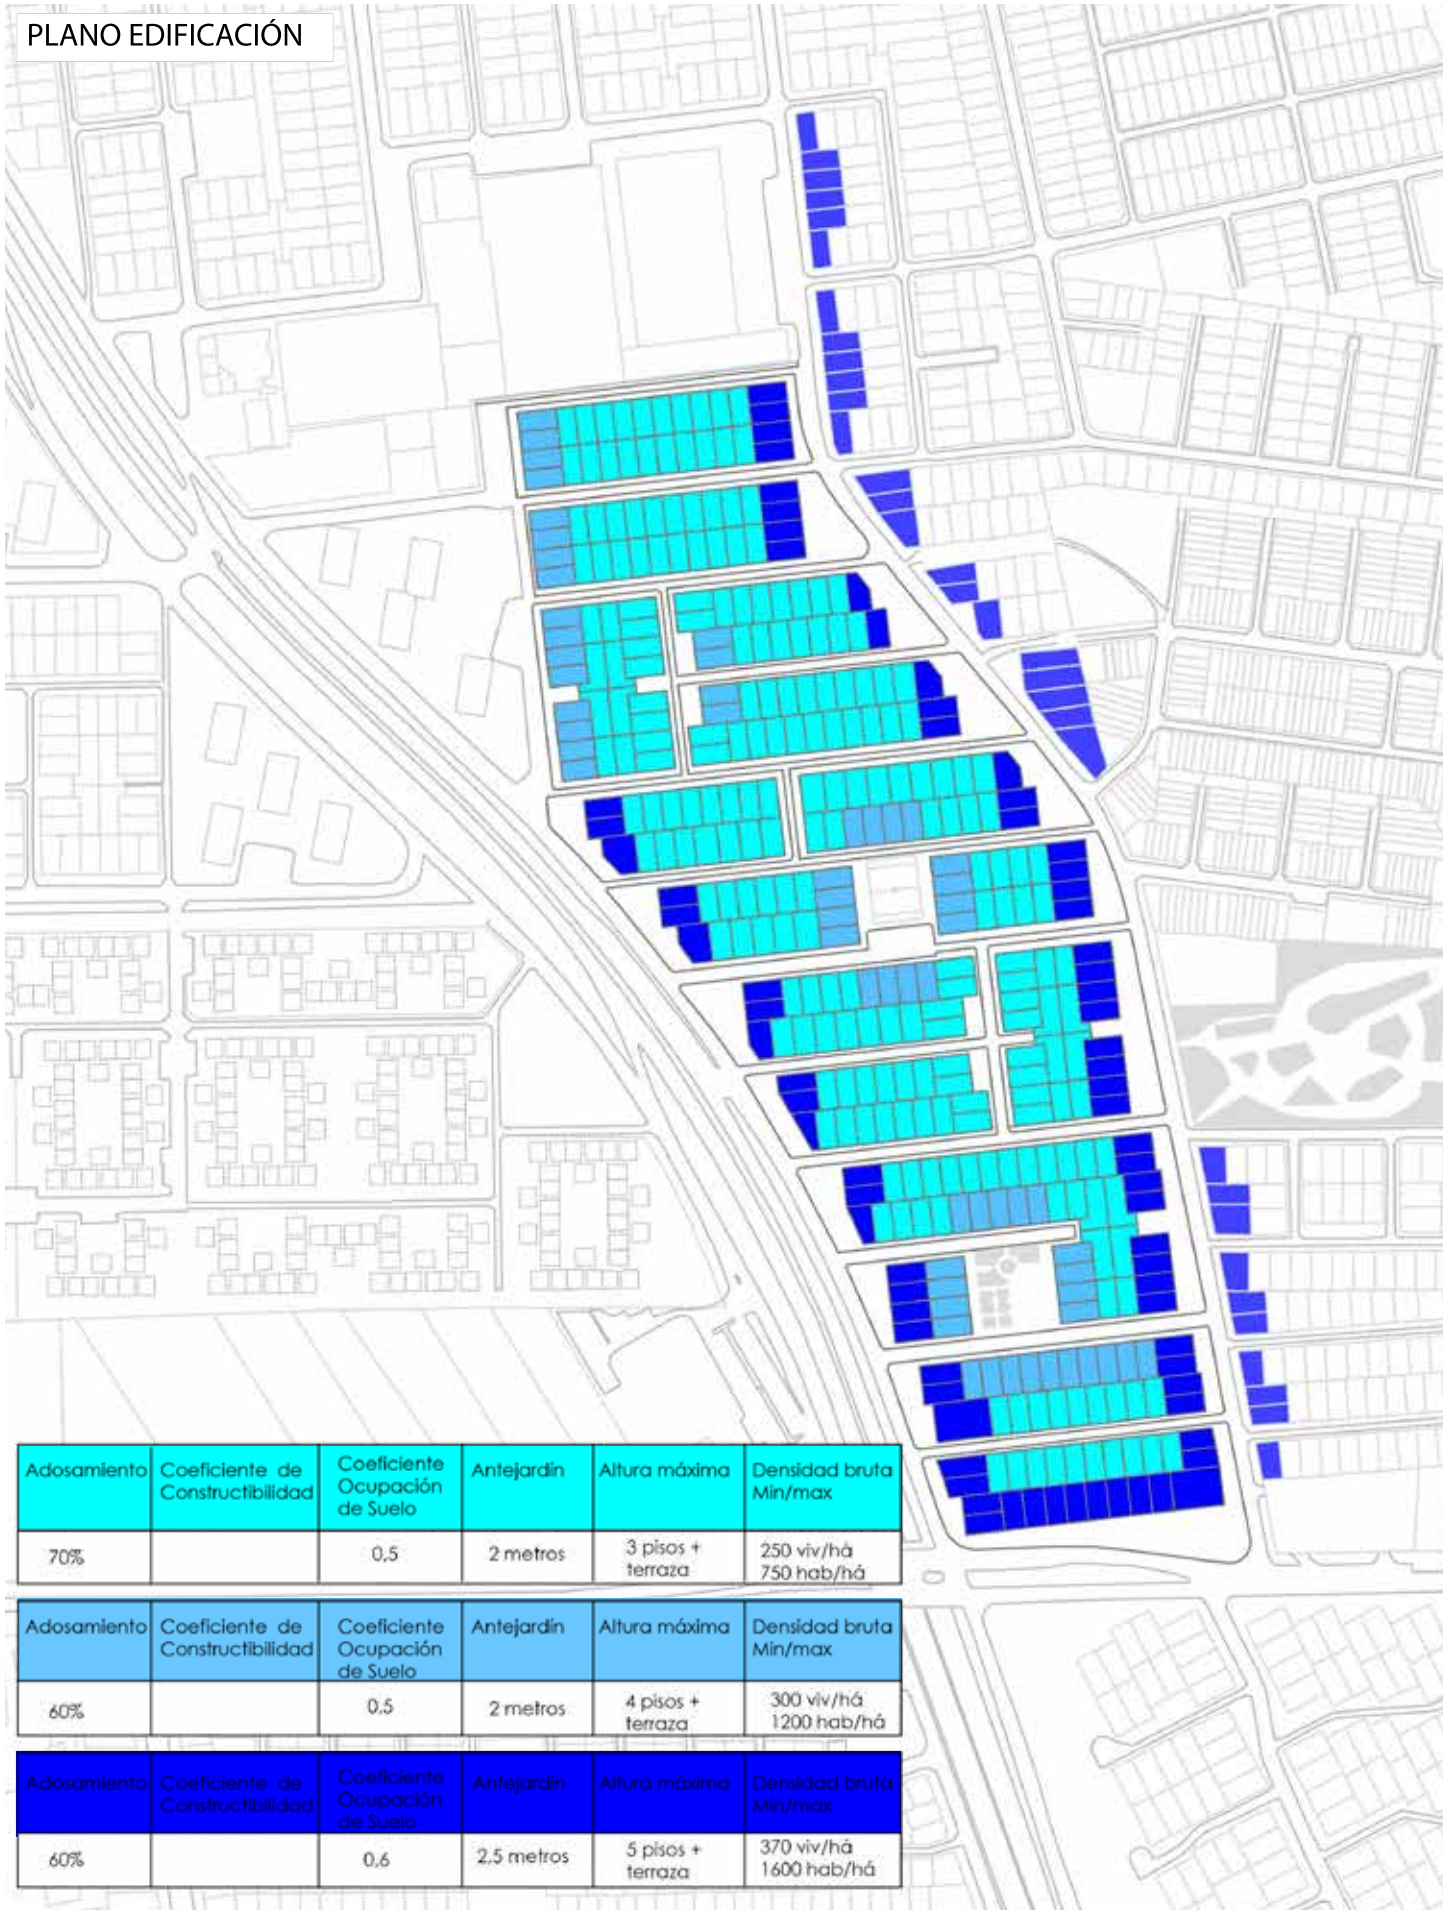 PLANO EDIFICACIÓN
Adosamiento
Coeficiente de
Constructibilidad
Coeficiente
Ocupación
de Suelo
Antejardín
Altura máxima
Densidad bruta
Min/max
70%
0,5
2 metros
3 pisos +
terraza
250 viv/há
750 hab/há
Adosamiento
Coeficiente de
Constructibilidad
Coeficiente
Ocupación
de Suelo
Antejardín
Altura máxima
Densidad bruta
Min/max
60%
0,5
2 metros
4 pisos +
terraza
300 viv/há
1200 hab/há
Adosamiento
Coeficiente de
Constructibilidad
Coeficiente
Ocupación
de Suelo
Antejardín
Altura máxima
Densidad bruta
Min/max
60%
0,6
2,5 metros
5 pisos +
terraza
370 viv/há
1600 hab/há